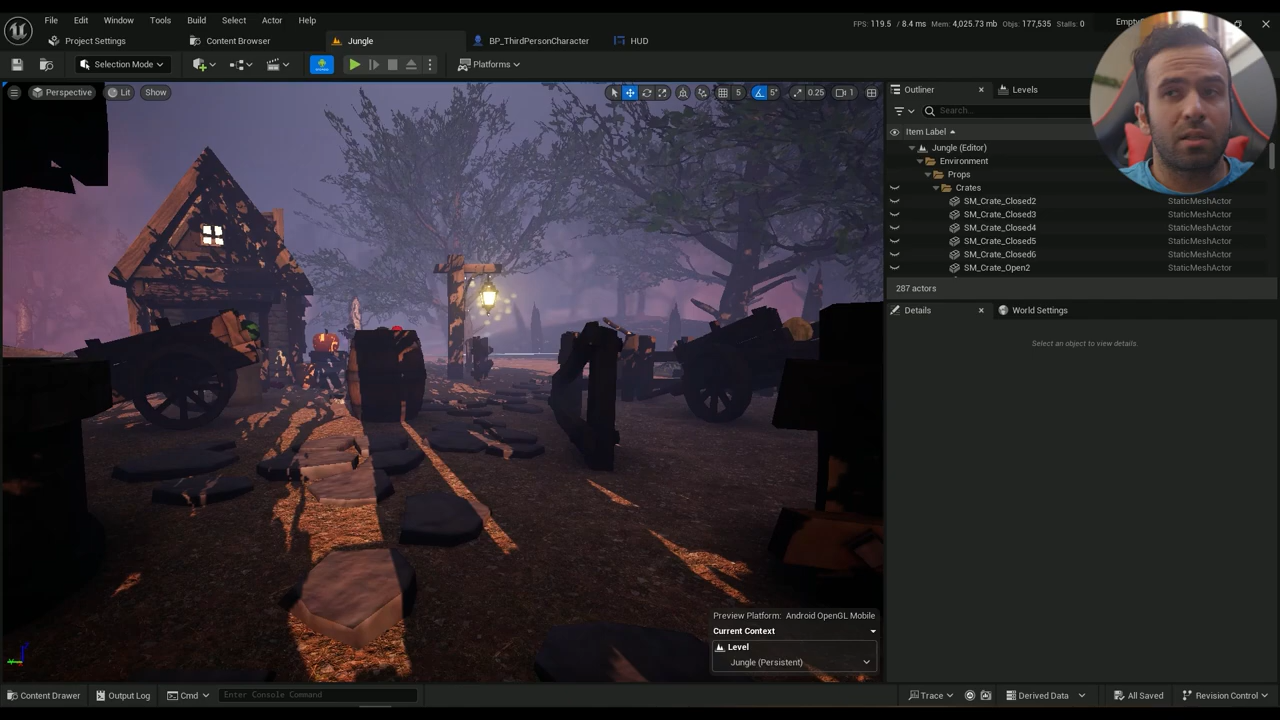 File Edit Window Tools Build Select Actor Help
FPS: 119.5 / 8.4 ms Mem: 4,025.73 mb Objs: 177,535 Stalls: 0
Project Settings Content Browser Jungle BP_ThirdPersonCharacter HUD
Selection Mode Platforms
Perspective Lit Show 5 5° 0.25 1
Outliner Levels
Search...
Item Label
Jungle (Editor)
Environment
Props
Crates
SM_Crate_Closed2 StaticMeshActor
SM_Crate_Closed3 StaticMeshActor
SM_Crate_Closed4 StaticMeshActor
SM_Crate_Closed5 StaticMeshActor
SM_Crate_Closed6 StaticMeshActor
SM_Crate_Open2 StaticMeshActor
287 actors
Details World Settings
Select an object to view details.
Preview Platform: Android OpenGL Mobile
Current Context
Level
Jungle (Persistent)
Content Drawer Output Log Cmd Enter Console Command Trace Derived Data All Saved Revision Control